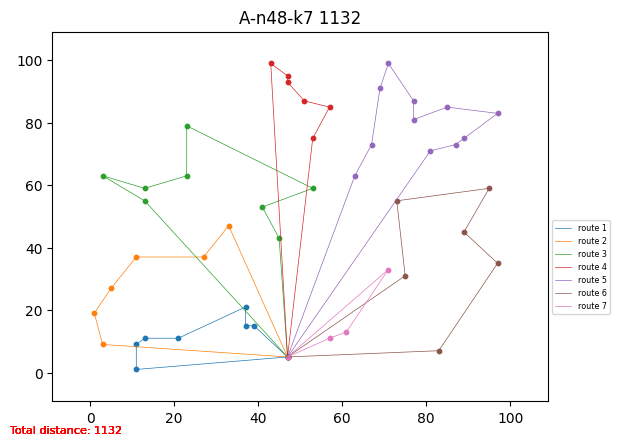 A-n48-k7 1132
100
80
60
40
20
0
0 20 40 60 80 100
route 1
route 2
route 3
route 4
route 5
route 6
route 7
Total distance: 1132